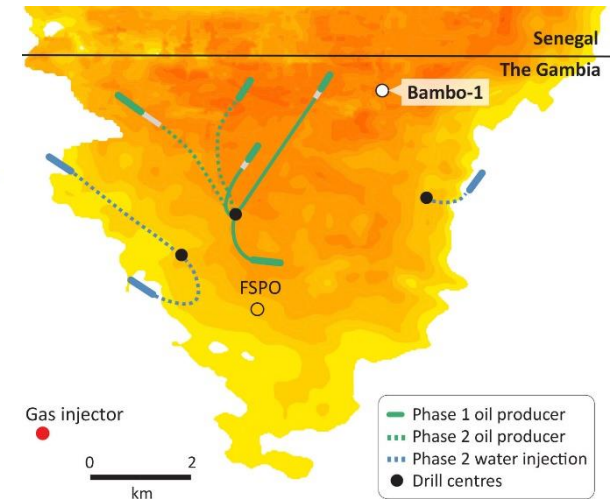 Senegal
The Gambia
Bambo-1
FSPO
Gas injector
0 2
km
Phase 1 oil producer
Phase 2 oil producer
Phase 2 water injection
Drill centres